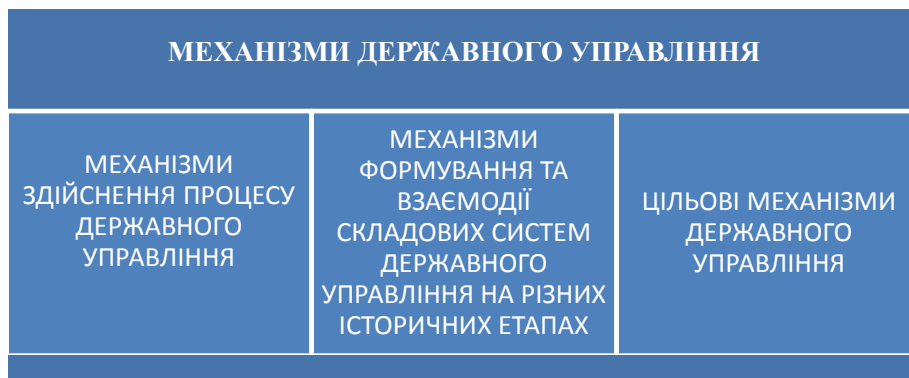 МЕХАНІЗМИ ДЕРЖАВНОГО УПРАВЛІННЯ
МЕХАНІЗМИ
ЗДІЙСНЕННЯ ПРОЦЕСУ
ДЕРЖАВНОГО
УПРАВЛІННЯ
МЕХАНІЗМИ
ФОРМУВАННЯ ТА
ВЗАЄМОДІЇ
СКЛАДОВИХ СИСТЕМ
ДЕРЖАВНОГО
УПРАВЛІННЯ НА РІЗНИХ
ІСТОРИЧНИХ ЕТАПАХ
ЦІЛЬОВІ МЕХАНІЗМИ
ДЕРЖАВНОГО
УПРАВЛІННЯ